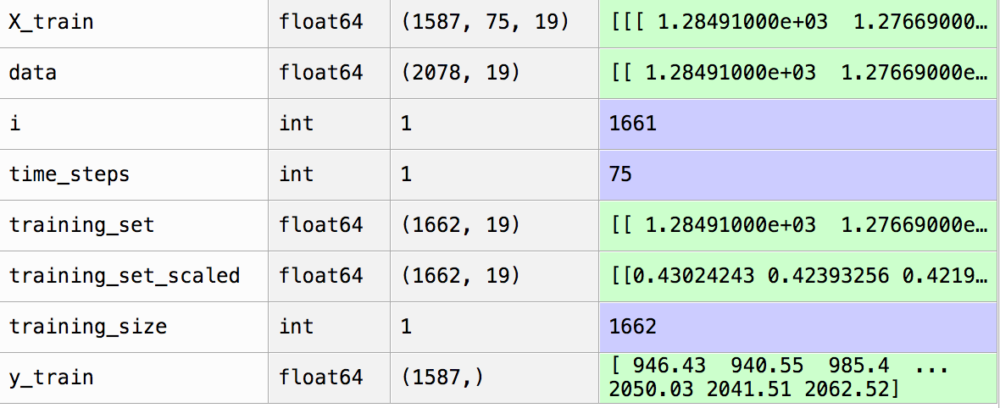 X_train float64 (1587, 75, 19) [[[ 1.28491000e+03 1.27669000…
data float64 (2078, 19) [[ 1.28491000e+03 1.27669000e…
i int 1 1661
time_steps int 1 75
training_set float64 (1662, 19) [[ 1.28491000e+03 1.27669000e…
training_set_scaled float64 (1662, 19) [[0.43024243 0.42393256 0.4219…
training_size int 1 1662
y_train float64 (1587,) [ 946.43 940.55 985.4 ...
2050.03 2041.51 2062.52]